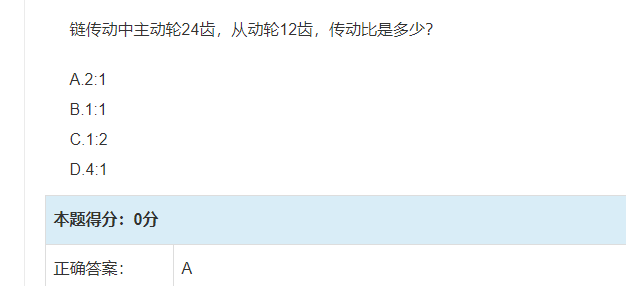 链传动中主动轮24齿，从动轮12齿，传动比是多少？
A.2:1
B.1:1
C.1:2
D.4:1
本题得分：0分
正确答案： A